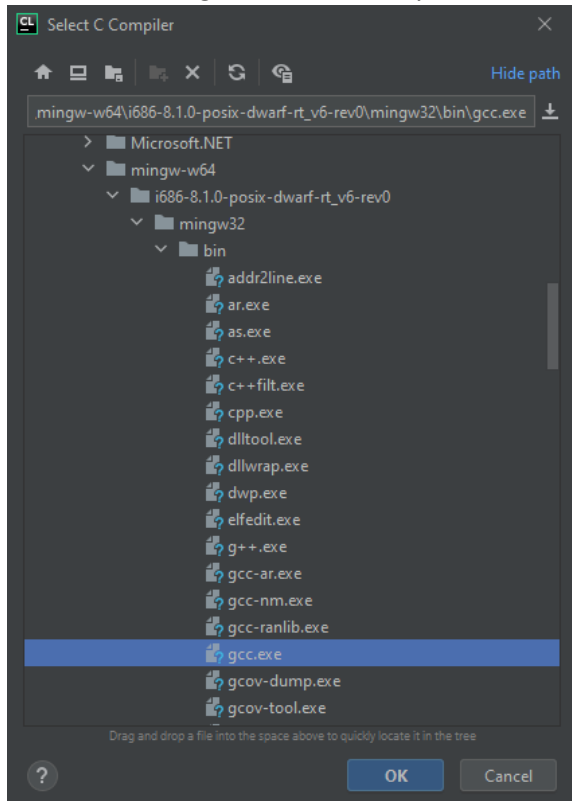 CL Select C Compiler
Hide path
mingw-w64\i686-8.1.0-posix-dwarf-rt_v6-rev0\mingw32\bin\gcc.exe
Microsoft.NET
mingw-w64
i686-8.1.0-posix-dwarf-rt_v6-rev0
mingw32
bin
addr2line.exe
ar.exe
as.exe
c++.exe
c++filt.exe
cpp.exe
dlltool.exe
dllwrap.exe
dwp.exe
elfedit.exe
g++.exe
gcc-ar.exe
gcc-nm.exe
gcc-ranlib.exe
gcc.exe
gcov-dump.exe
gcov-tool.exe
Drag and drop a file into the space above to quickly locate it in the tree
? OK Cancel